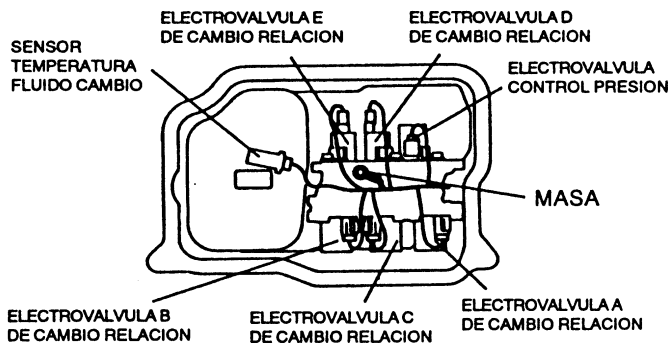 ELECTROVALVULA E
DE CAMBIO RELACION
ELECTROVALVULA D
DE CAMBIO RELACION
SENSOR
TEMPERATURA
FLUIDO CAMBIO
ELECTROVALVULA
CONTROL PRESION
MASA
ELECTROVALVULA B
DE CAMBIO RELACION
ELECTROVALVULA C
DE CAMBIO RELACION
ELECTROVALVULA A
DE CAMBIO RELACION